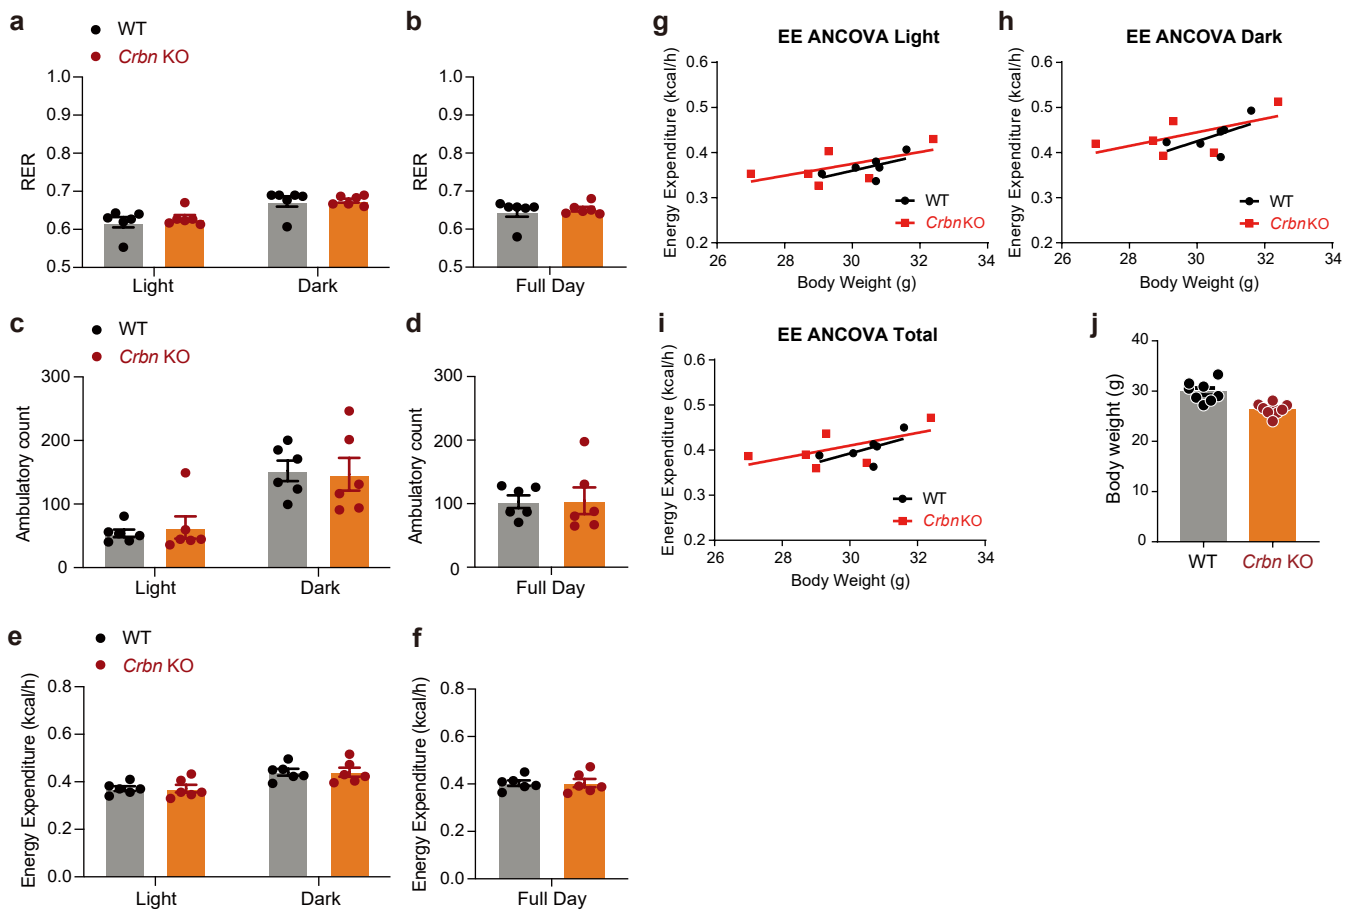 a
WT
Crbn KO
RER
1.0
0.9
0.8
0.7
0.6
0.5
Light
Dark
b
RER
1.0
0.9
0.8
0.7
0.6
0.5
Full Day
g
EE ANCOVA Light
Energy Expenditure (kcal/h)
0.6
0.5
0.4
0.3
0.2
WT
CrbnKO
26
28
30
32
34
Body Weight (g)
h
EE ANCOVA Dark
Energy Expenditure (kcal/h)
0.6
0.5
0.4
0.3
0.2
WT
CrbnKO
26
28
30
32
34
Body Weight (g)
c
WT
Crbn KO
Ambulatory count
300
200
100
0
Light
Dark
d
Ambulatory count
300
200
100
0
Full Day
i
EE ANCOVA Total
Energy Expenditure (kcal/h)
0.6
0.5
0.4
0.3
0.2
WT
CrbnKO
26
28
30
32
34
Body Weight (g)
j
Body weight (g)
40
30
20
10
0
WT
Crbn KO
e
WT
Crbn KO
Energy Expenditure (kcal/h)
0.8
0.6
0.4
0.2
0.0
Light
Dark
f
Energy Expenditure (kcal/h)
0.8
0.6
0.4
0.2
0.0
Full Day